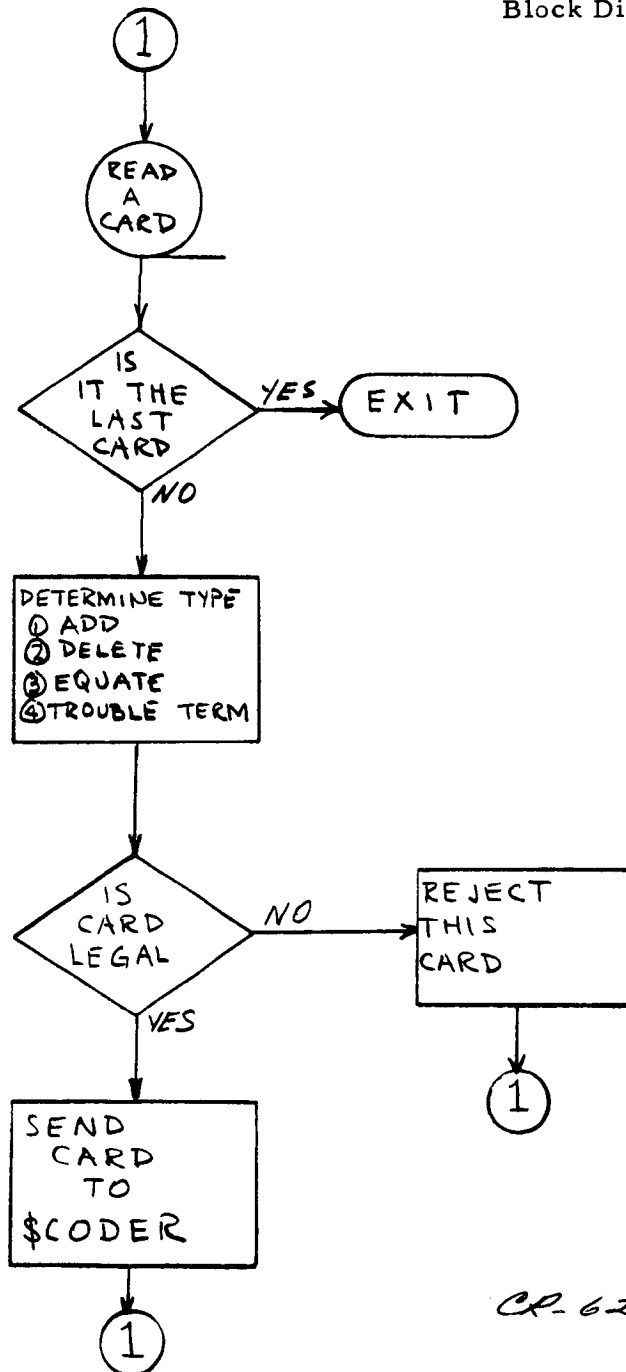 Block Di
1
READ
A
CARD
IS
IT THE
LAST
CARD
YES
EXIT
NO
DETERMINE TYPE
① ADD
② DELETE
③ EQUATE
④ TROUBLE TERM
IS
CARD
LEGAL
NO
REJECT
THIS
CARD
1
YES
SEND
CARD
TO
$CODER
1
CR-62